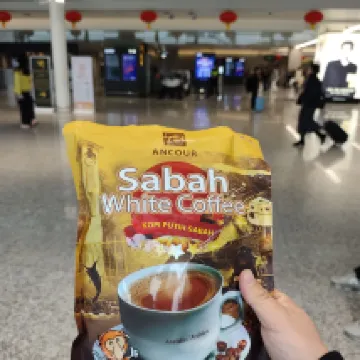 ANCOUR
Sabah
White Coffee
KOPI PUTIH SABAH